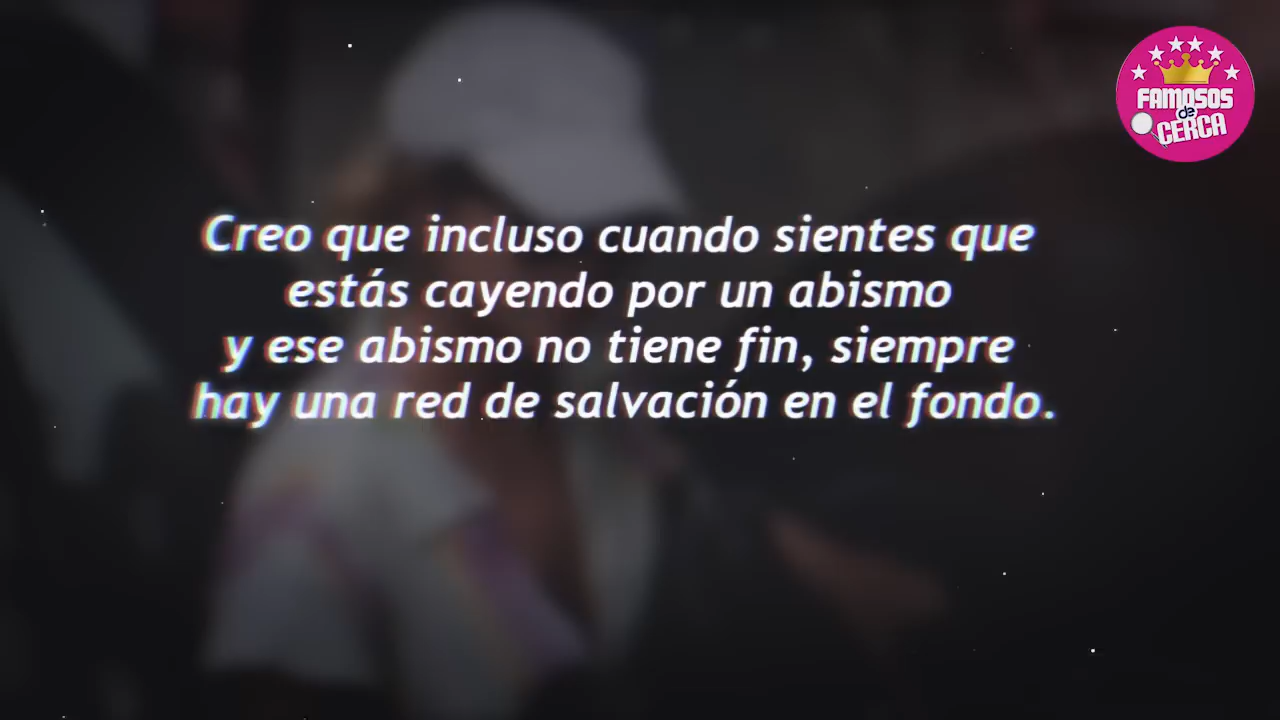 FAMOSOS
de
CERCA
Creo que incluso cuando sientes que
estás cayendo por un abismo
y ese abismo no tiene fin, siempre
hay una red de salvación en el fondo.